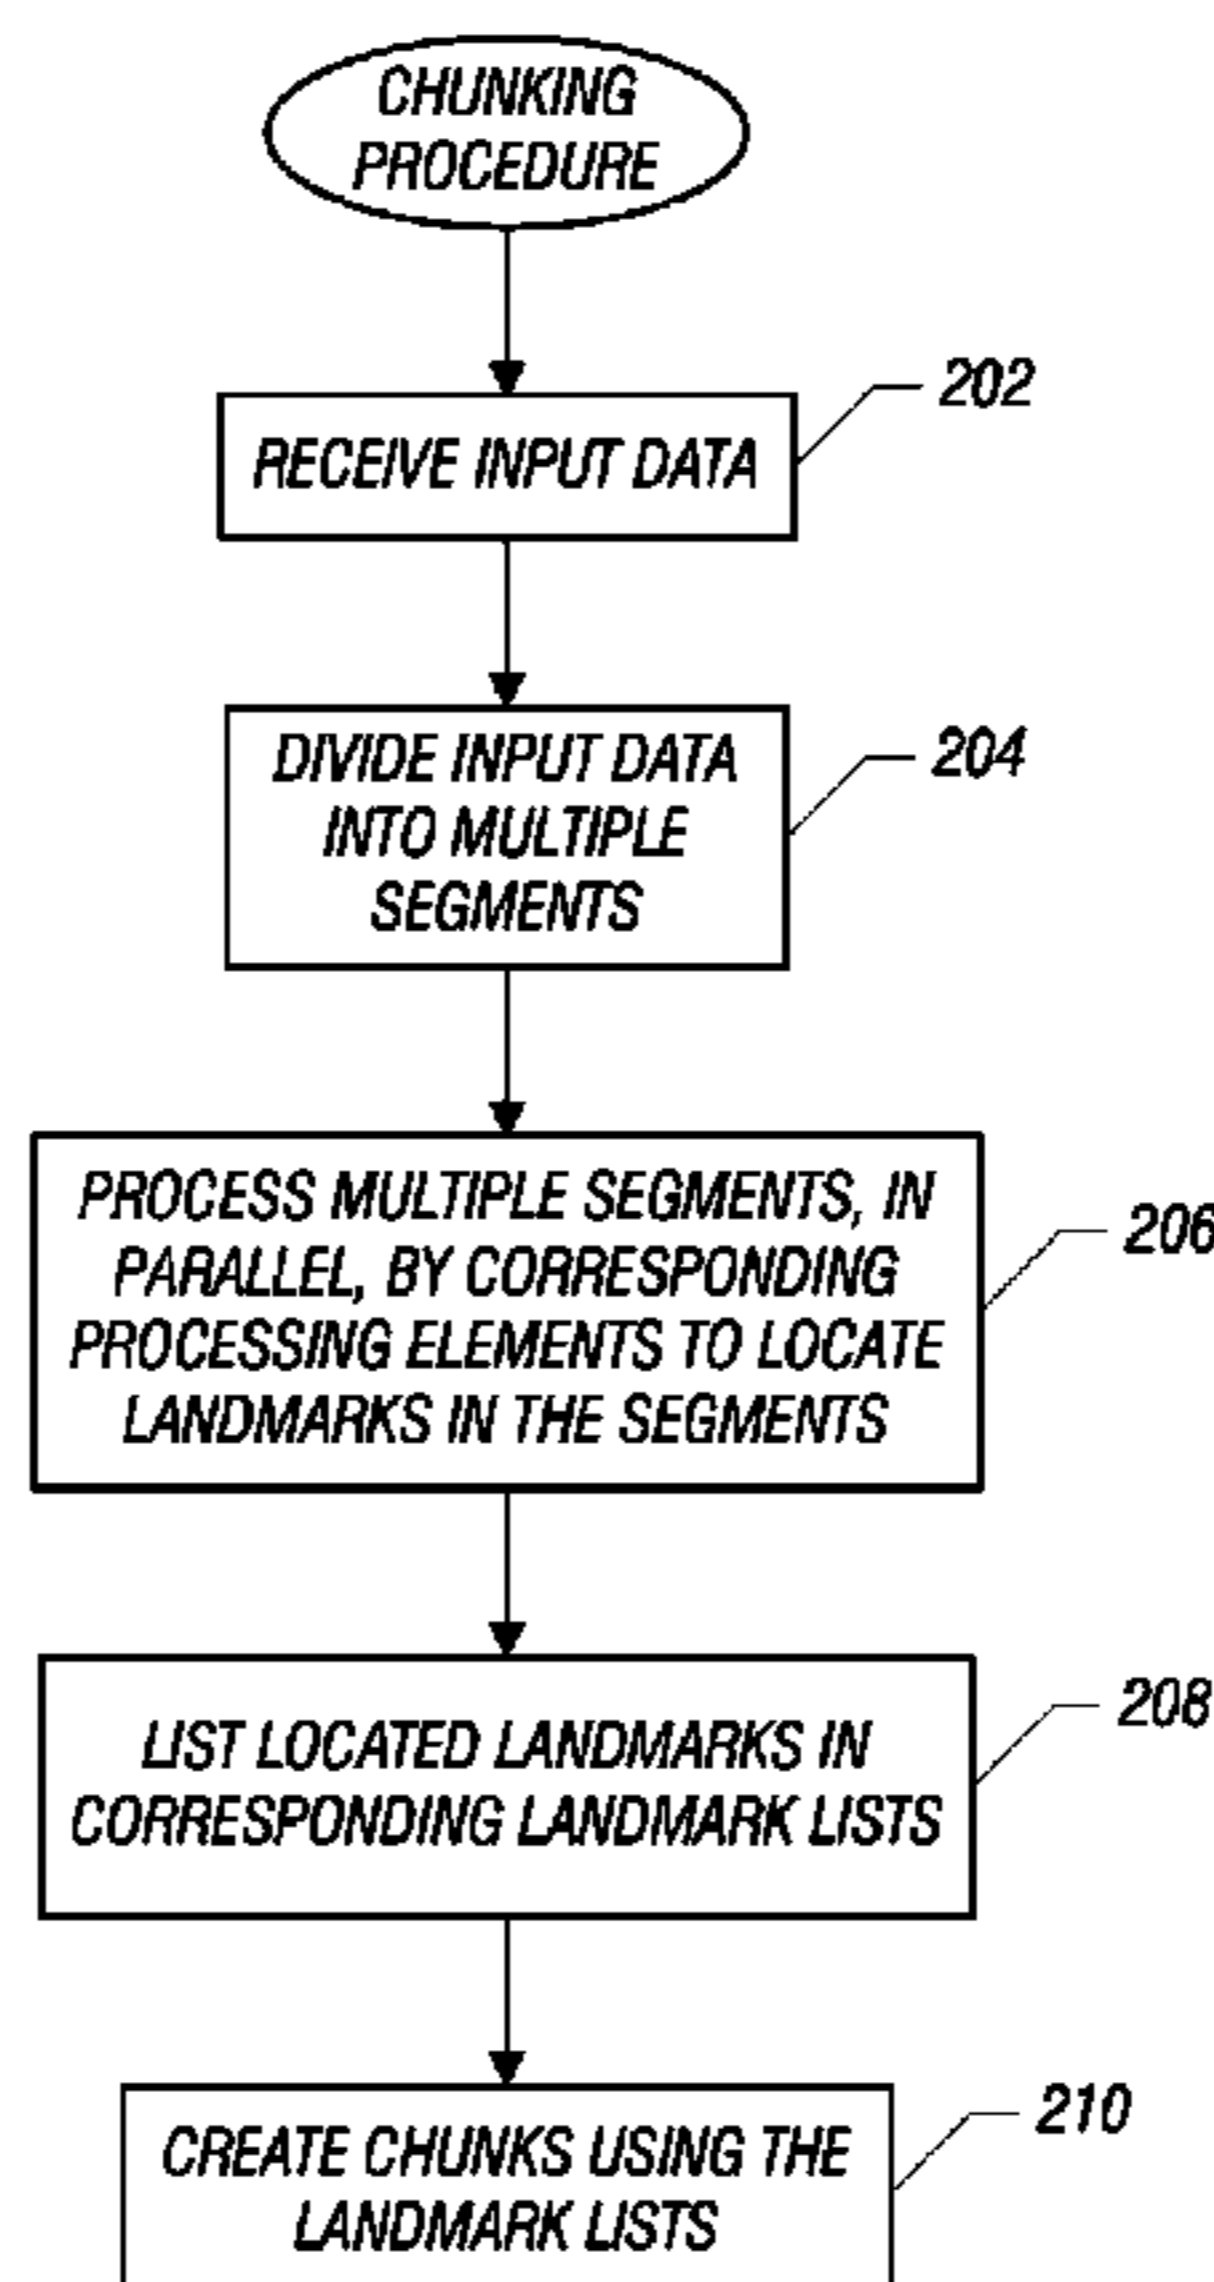 CHUNKING
PROCEDURE
202
RECEIVE INPUT DATA
204
DIVIDE INPUT DATA
INTO MULTIPLE
SEGMENTS
206
PROCESS MULTIPLE SEGMENTS, IN
PARALLEL, BY CORRESPONDING
PROCESSING ELEMENTS TO LOCATE
LANDMARKS IN THE SEGMENTS
208
LIST LOCATED LANDMARKS IN
CORRESPONDING LANDMARK LISTS
210
CREATE CHUNKS USING THE
LANDMARK LISTS